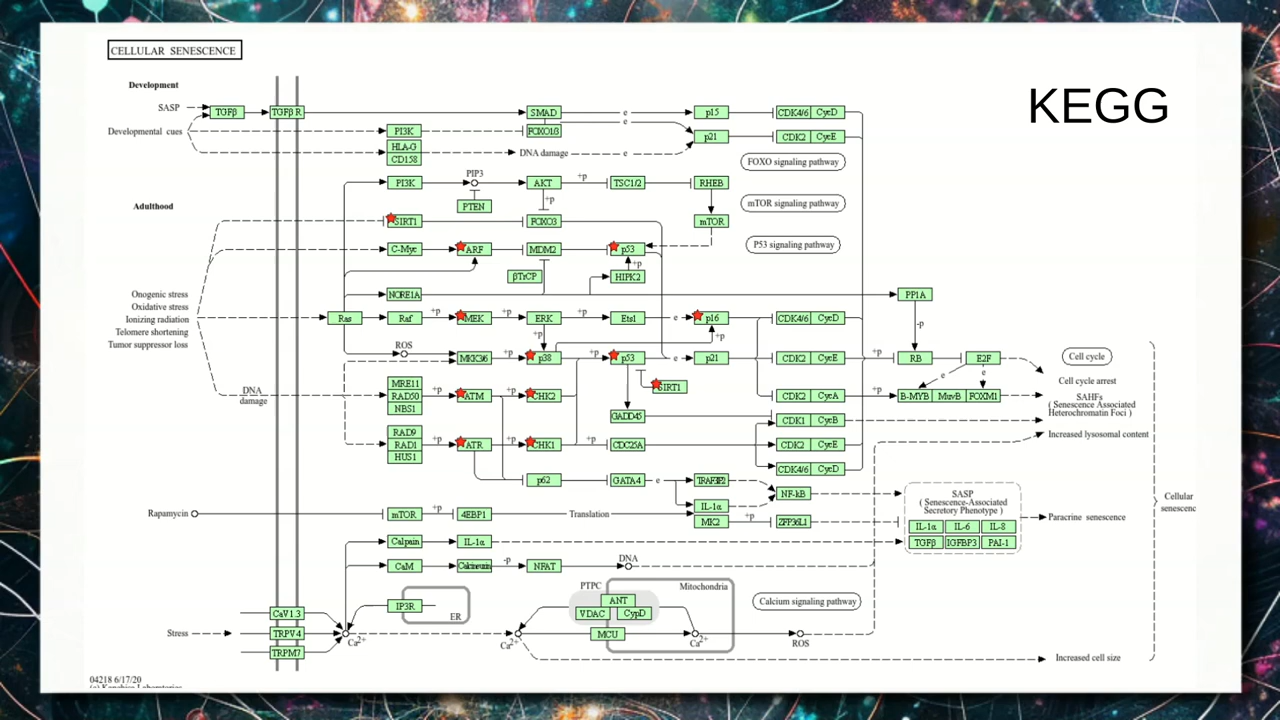 CELLULAR SENESCENCE
KEGG
Development
SASP
TGFβ
TGFβ R
SMAD
e
e
p15
CDK4/6 CycD
Developmental cues
PI3K
FOXO1/3
p21
CDK2 CycE
HLA-G
CD158
DNA damage
e
FOXO signaling pathway
PIP3
PI3K
AKT
+p
TSC1/2
RHEB
+p
PTEN
mTOR signaling pathway
Adulthood
SIRT1
FOXO3
mTOR
C-Myc
ARF
MDM2
p53
P53 signaling pathway
+p
βTrCP
HIPK2
Onogenic stress
Oxidative stress
Ionizing radiation
Telomere shortening
Tumor suppressor loss
NORE1A
PP1A
Ras
Raf
+p
MEK
+p
ERK
+p
Ets1
e
p16
CDK4/6 CycD
-p
+p
+p
ROS
MKK3/6
+p
p38
+p
p53
e
p21
CDK2 CycE
+p
RB
E2F
Cell cycle
e
e
Cell cycle arrest
DNA
damage
MRE11
RAD50
NBS1
+p
ATM
+p
CHK2
SIRT1
CDK2 CycA
+p
B-MYB MuvB FOXM1
SAHFs
( Senescence Associated
Heterochromatin Foci )
GADD45
CDK1 CycB
RAD9
RAD1
HUS1
+p
ATR
+p
CHK1
+p
CDC25A
CDK2 CycE
Increased lysosomal content
CDK4/6 CycD
p62
GATA4
e
NF-kB
IL-1α
SASP
( Senescence-Associated
Secretory Phenotype )
IL-1α IL-6 IL-8
TGFβ IGFBP3 PAI-1
Paracrine senescence
Cellular
senescenc
Rapamycin
mTOR
+p
4EBP1
Translation
MK2
+p
ZFP36L1
Calpain
IL-1α
CaM
Calcineurin
-p
NFAT
DNA
PTPC
Mitochondria
ANT
VDAC
CypD
MCU
Calcium signaling pathway
IP3R
ER
CaV1.3
Stress
TRPV4
TRPM7
Ca2+
Ca2+
Ca2+
ROS
Increased cell size
04218 6/17/20
(c) Kanehisa Laboratories